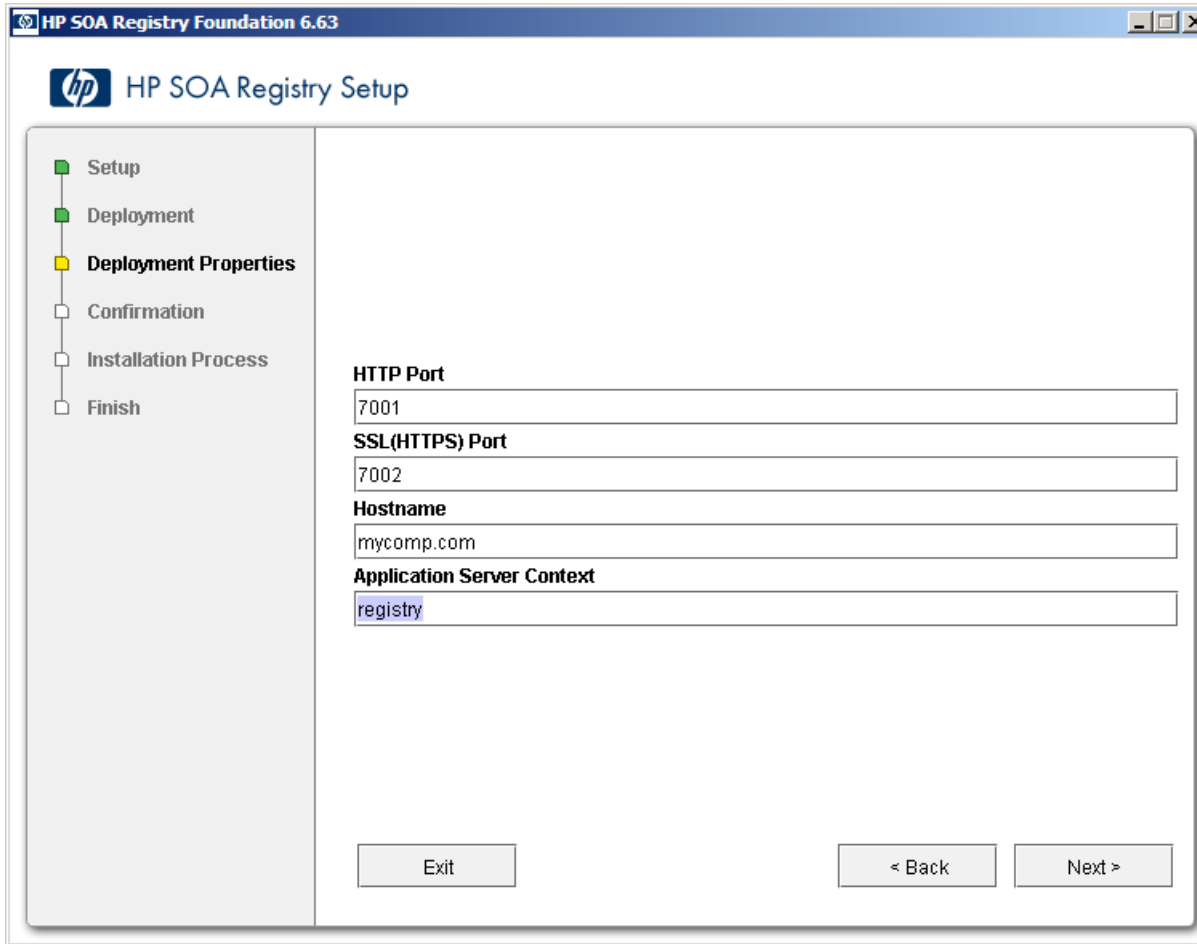 HP SOA Registry Foundation 6.63
hp HP SOA Registry Setup
Setup
Deployment
Deployment Properties
Confirmation
Installation Process
Finish
HTTP Port
7001
SSL(HTTPS) Port
7002
Hostname
mycomp.com
Application Server Context
registry
Exit
< Back
Next >